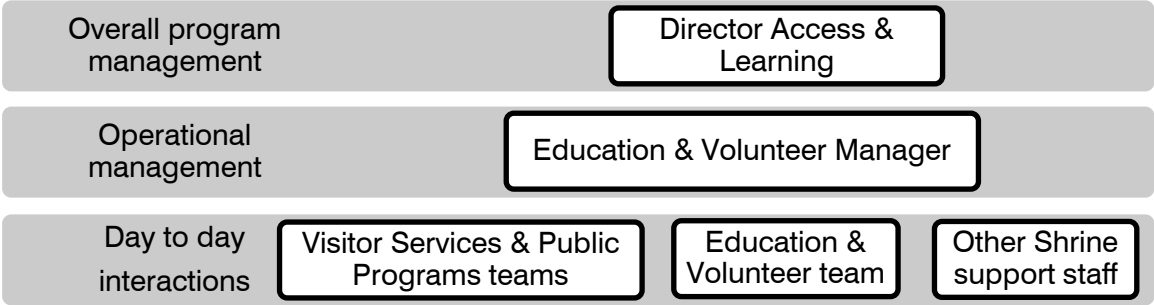 Overall program
management
Director Access &
Learning
Operational
management
Education & Volunteer Manager
Day to day
interactions
Visitor Services & Public
Programs teams
Education &
Volunteer team
Other Shrine
support staff